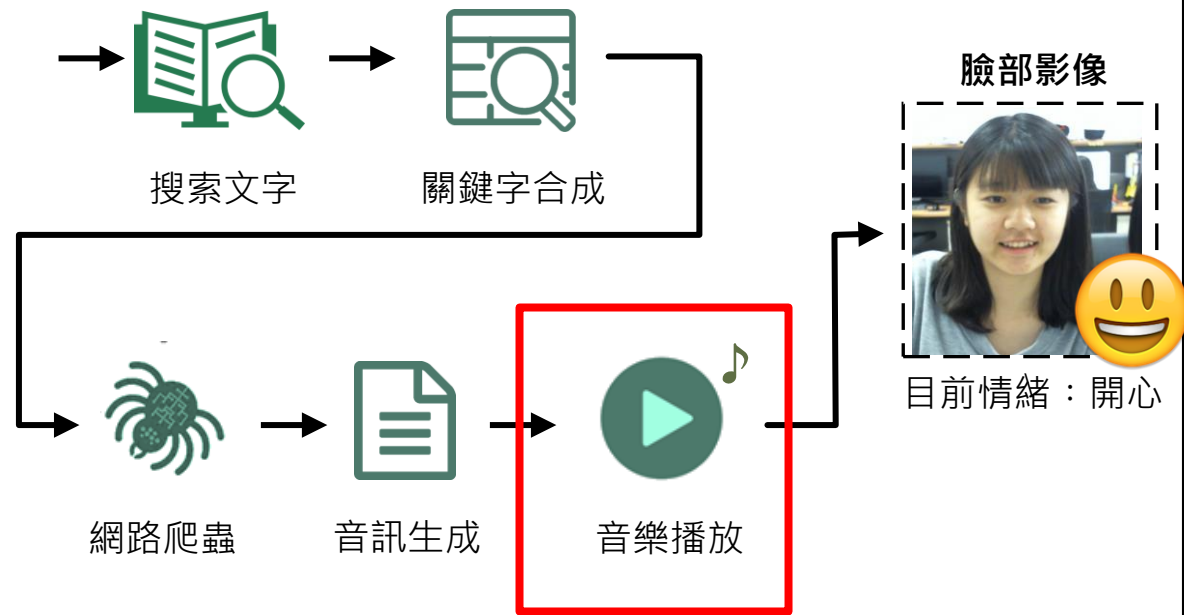 搜索文字
關鍵字合成
臉部影像
目前情緒：開心
網路爬蟲
音訊生成
音樂播放